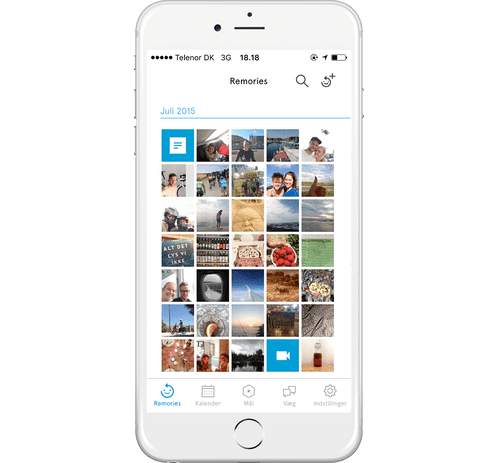 Telenor DK 3G 18.18
Remories
Juli 2015
ALT DET
LYS VI
IKKE
Remories Kalender Mål Væg Indstillinger